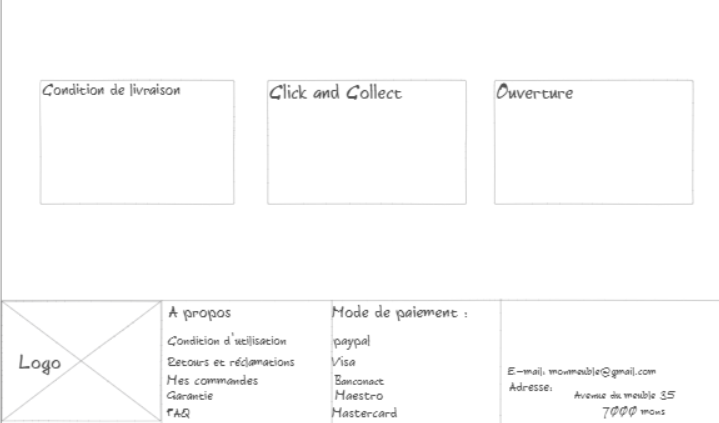 Condition de livraison
Click and Collect
Ouverture
Logo
A propos
Condition d'utilisation
Retours et réclamations
Mes commandes
Garantie
FAQ
Mode de paiement :
paypal
Visa
Banconact
Maestro
Mastercard
E-mail: monmeuble@gmail.com
Adresse:
Avenue du meuble 35
7000 mons